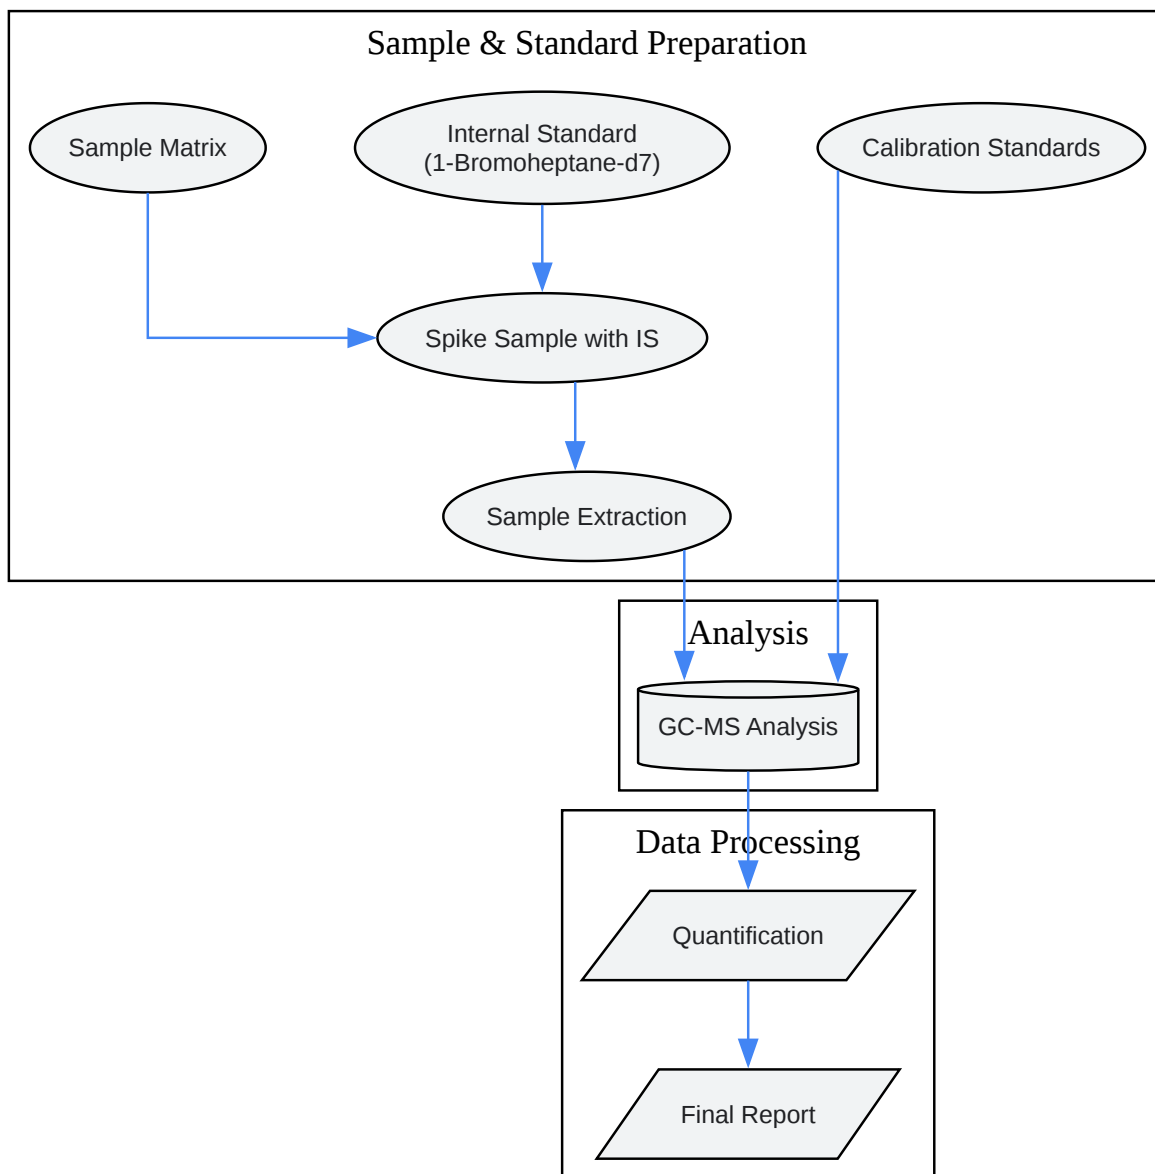 Sample & Standard Preparation
Sample Matrix
Internal Standard
(1-Bromoheptane-d7)
Calibration Standards
Spike Sample with IS
Sample Extraction
Analysis
GC-MS Analysis
Data Processing
Quantification
Final Report